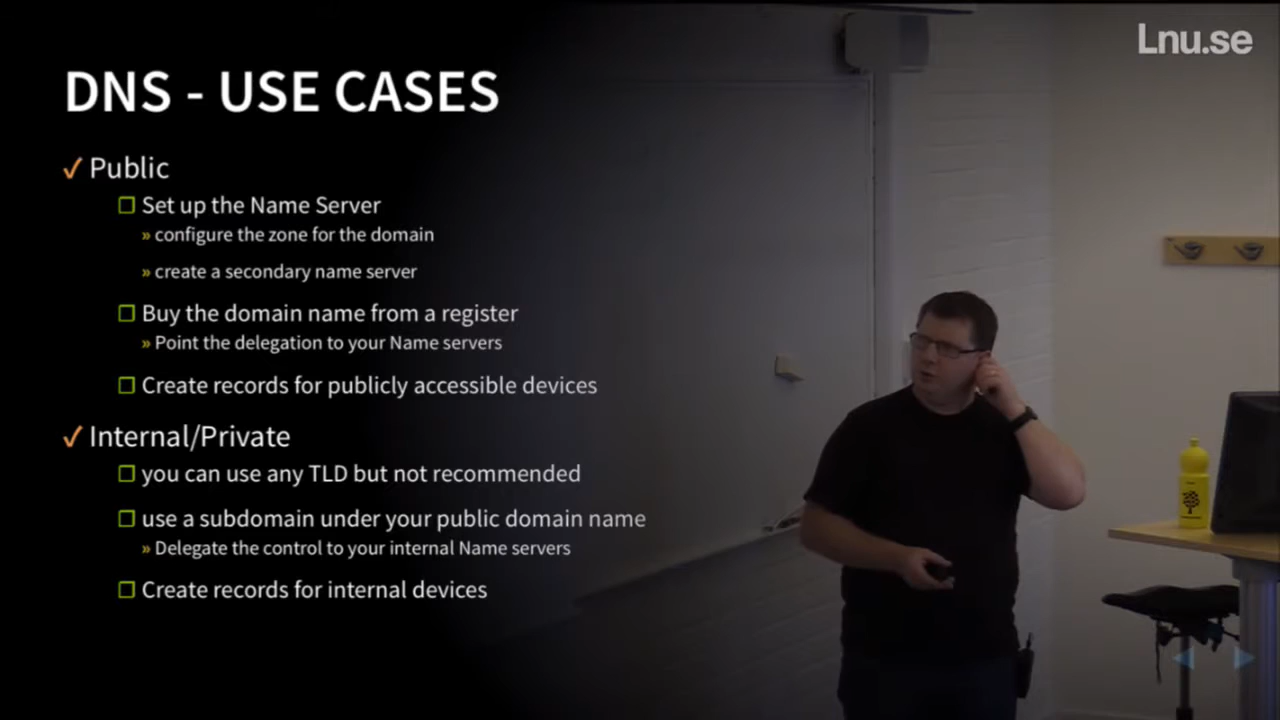 Lnu.se
DNS - USE CASES
✓ Public
❐ Set up the Name Server
» configure the zone for the domain
» create a secondary name server
❐ Buy the domain name from a register
» Point the delegation to your Name servers
❐ Create records for publicly accessible devices
✓ Internal/Private
❐ you can use any TLD but not recommended
❐ use a subdomain under your public domain name
» Delegate the control to your internal Name servers
❐ Create records for internal devices